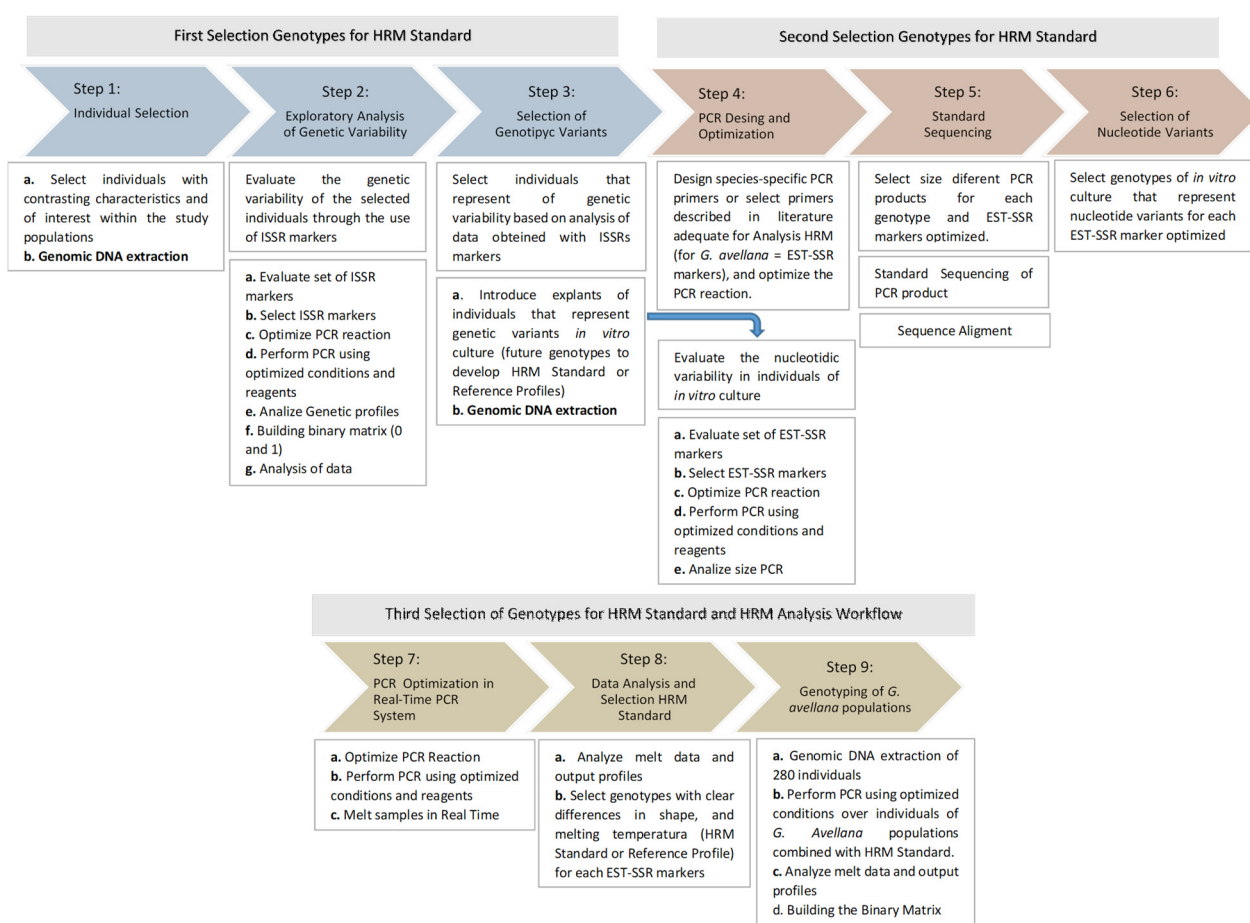 First Selection Genotypes for HRM Standard
Second Selection Genotypes for HRM Standard
Step 1:
Individual Selection
Step 2:
Exploratory Analysis
of Genetic Variability
Step 3:
Selection of
Genotipyc Variants
Step 4:
PCR Desing and
Optimization
Step 5:
Standard
Sequencing
Step 6:
Selection of
Nucleotide Variants
a. Select individuals with
contrasting characteristics and
of interest within the study
populations
b. Genomic DNA extraction
Evaluate the genetic
variability of the selected
individuals through the use
of ISSR markers
a. Evaluate set of ISSR
markers
b. Select ISSR markers
c. Optimize PCR reaction
d. Perform PCR using
optimized conditions and
reagents
e. Analize Genetic profiles
f. Building binary matrix (0
and 1)
g. Analysis of data
Select individuals that
represent of genetic
variability based on analysis of
data obteined with ISSRs
markers
a. Introduce explants of
individuals that represent
genetic variants in vitro
culture (future genotypes to
develop HRM Standard or
Reference Profiles)
b. Genomic DNA extraction
Design species-specific PCR
primers or select primers
described in literature
adequate for Analysis HRM
(for G. avellana = EST-SSR
markers), and optimize the
PCR reaction.
Evaluate the nucleotidic
variability in individuals of
in vitro culture
a. Evaluate set of EST-SSR
markers
b. Select EST-SSR markers
c. Optimize PCR reaction
d. Perform PCR using
optimized conditions and
reagents
e. Analize size PCR
Select size diferent PCR
products for each
genotype and EST-SSR
markers optimized.
Standard Sequencing of
PCR product
Sequence Aligment
Select genotypes of in vitro
culture that represent
nucleotide variants for each
EST-SSR marker optimized
Third Selection of Genotypes for HRM Standard and HRM Analysis Workflow
Step 7:
PCR Optimization in
Real-Time PCR
System
Step 8:
Data Analysis and
Selection HRM
Standard
Step 9:
Genotyping of G.
avellana populations
a. Optimize PCR Reaction
b. Perform PCR using optimized
conditions and reagents
c. Melt samples in Real Time
a. Analyze melt data and
output profiles
b. Select genotypes with clear
differences in shape, and
melting temperatura (HRM
Standard or Reference Profile)
for each EST-SSR markers
a. Genomic DNA extraction of
280 individuals
b. Perform PCR using optimized
conditions over individuals of
G. Avellana populations
combined with HRM Standard.
c. Analyze melt data and output
profiles
d. Building the Binary Matrix